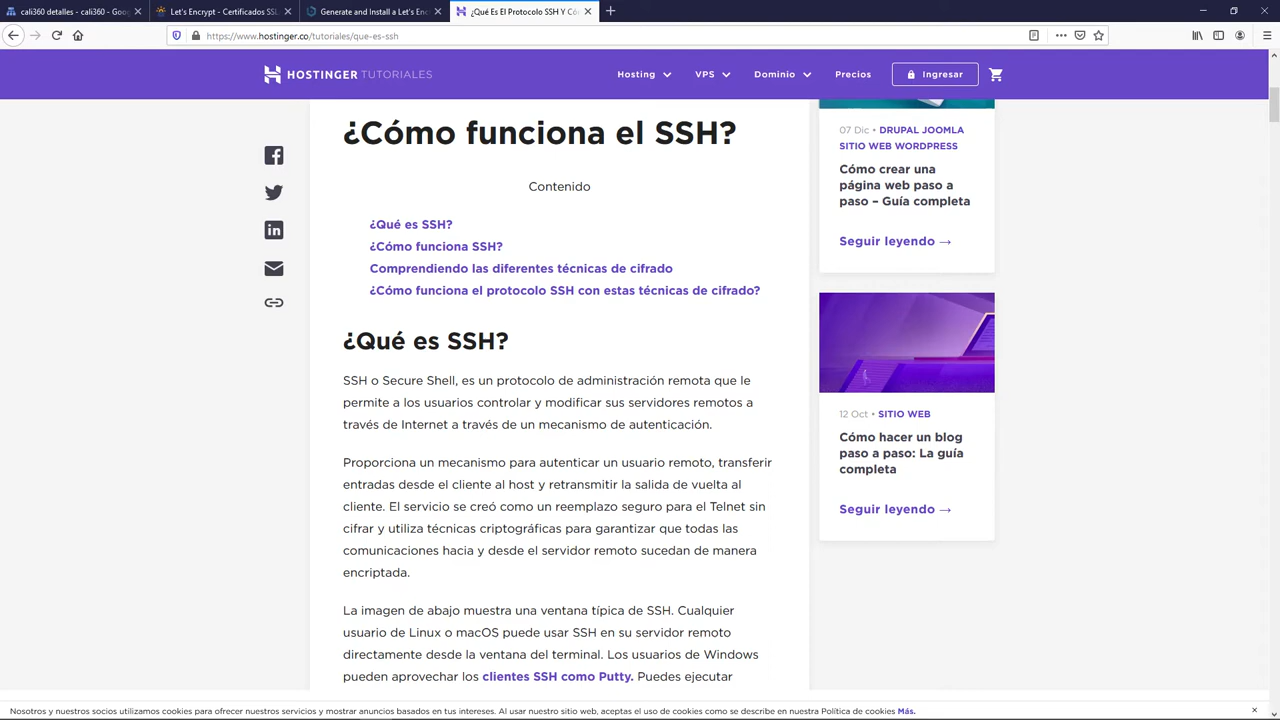 cali360 detalles - cali360 - Goog
Let's Encrypt - Certificados SSL
Generate and Install a Let's Encr
¿Qué Es El Protocolo SSH Y Có
https://www.hostinger.co/tutoriales/que-es-ssh
HOSTINGER TUTORIALES
Hosting
VPS
Dominio
Precios
Ingresar
¿Cómo funciona el SSH?
Contenido
¿Qué es SSH?
¿Cómo funciona SSH?
Comprendiendo las diferentes técnicas de cifrado
¿Cómo funciona el protocolo SSH con estas técnicas de cifrado?
¿Qué es SSH?
SSH o Secure Shell, es un protocolo de administración remota que le
permite a los usuarios controlar y modificar sus servidores remotos a
través de Internet a través de un mecanismo de autenticación.
Proporciona un mecanismo para autenticar un usuario remoto, transferir
entradas desde el cliente al host y retransmitir la salida de vuelta al
cliente. El servicio se creó como un reemplazo seguro para el Telnet sin
cifrar y utiliza técnicas criptográficas para garantizar que todas las
comunicaciones hacia y desde el servidor remoto sucedan de manera
encriptada.
La imagen de abajo muestra una ventana típica de SSH. Cualquier
usuario de Linux o macOS puede usar SSH en su servidor remoto
directamente desde la ventana del terminal. Los usuarios de Windows
pueden aprovechar los clientes SSH como Putty. Puedes ejecutar
07 Dic • DRUPAL JOOMLA
SITIO WEB WORDPRESS
Cómo crear una
página web paso a
paso – Guía completa
Seguir leyendo →
12 Oct • SITIO WEB
Cómo hacer un blog
paso a paso: La guía
completa
Seguir leyendo →
Nosotros y nuestros socios utilizamos cookies para ofrecer nuestros servicios y mostrar anuncios basados en tus intereses. Al usar nuestro sitio web, aceptas el uso de cookies como se describe en nuestra Política de cookies Más.